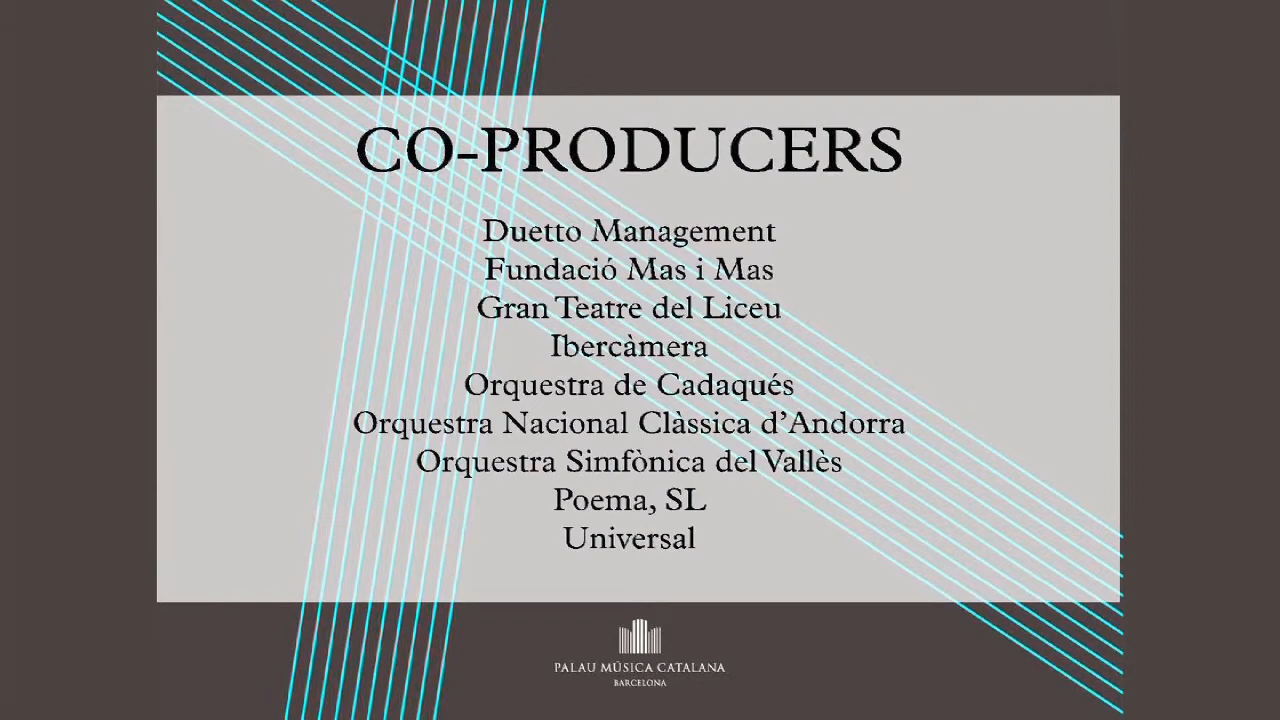 CO-PRODUCERS
Duetto Management
Fundació Mas i Mas
Gran Teatre del Liceu
Ibercàmera
Orquestra de Cadaqués
Orquestra Nacional Clàssica d’Andorra
Orquestra Simfònica del Vallès
Poema, SL
Universal
PALAU MÚSICA CATALANA
BARCELONA